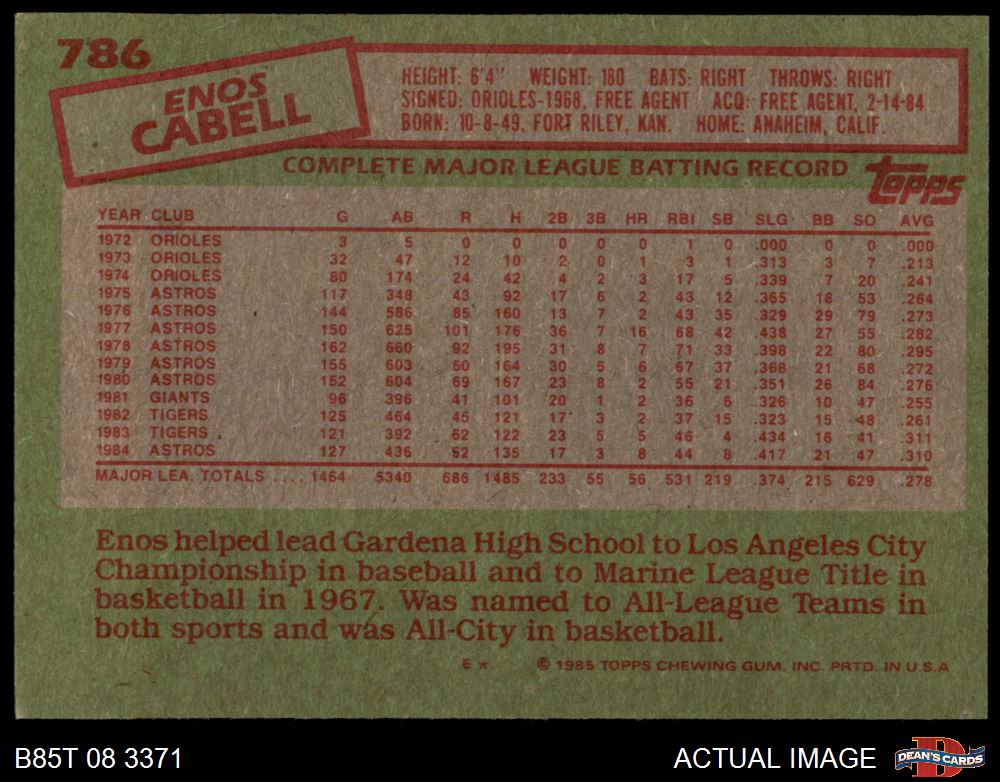 786
ENOS
CABELL
HEIGHT: 6'4" WEIGHT: 180 BATS: RIGHT THROWS: RIGHT
SIGNED: ORIOLES-1968, FREE AGENT ACQ: FREE AGENT, 2-14-84
BORN: 10-8-49, FORT RILEY, KAN. HOME: ANAHEIM, CALIF.
COMPLETE MAJOR LEAGUE BATTING RECORD
topps
YEAR CLUB G AB R H 2B 3B HR RBI SB SLG BB SO AVG
1972 ORIOLES 3 5 0 0 0 0 0 1 0 .000 0 0 .000
1973 ORIOLES 32 47 12 10 2 0 1 3 1 .313 3 7 .213
1974 ORIOLES 80 174 24 42 4 2 3 17 5 .339 7 20 .241
1975 ASTROS 117 348 43 92 17 6 2 43 12 .365 18 53 .264
1976 ASTROS 144 586 85 160 13 7 2 43 35 .329 29 79 .273
1977 ASTROS 150 625 101 176 36 7 16 68 42 .438 27 55 .282
1978 ASTROS 162 660 92 195 31 8 7 71 33 .398 22 80 .295
1979 ASTROS 155 603 60 164 30 5 6 67 37 .368 21 68 .272
1980 ASTROS 152 604 69 167 23 8 2 55 21 .351 26 84 .276
1981 GIANTS 96 396 41 101 20 1 2 36 6 .326 10 47 .255
1982 TIGERS 125 464 45 121 17 3 2 37 15 .323 15 48 .261
1983 TIGERS 121 392 62 122 23 5 5 46 4 .434 16 41 .311
1984 ASTROS 127 436 52 135 17 3 8 44 8 .417 21 47 .310
MAJOR LEA. TOTALS .... 1464 5340 686 1485 233 55 56 531 219 .374 215 629 .278
Enos helped lead Gardena High School to Los Angeles City
Championship in baseball and to Marine League Title in
basketball in 1967. Was named to All-League Teams in
both sports and was All-City in basketball.
E * © 1985 TOPPS CHEWING GUM. INC. PRTD. IN U.S.A
B85T 08 3371 ACTUAL IMAGE D DEAN'S CARDS